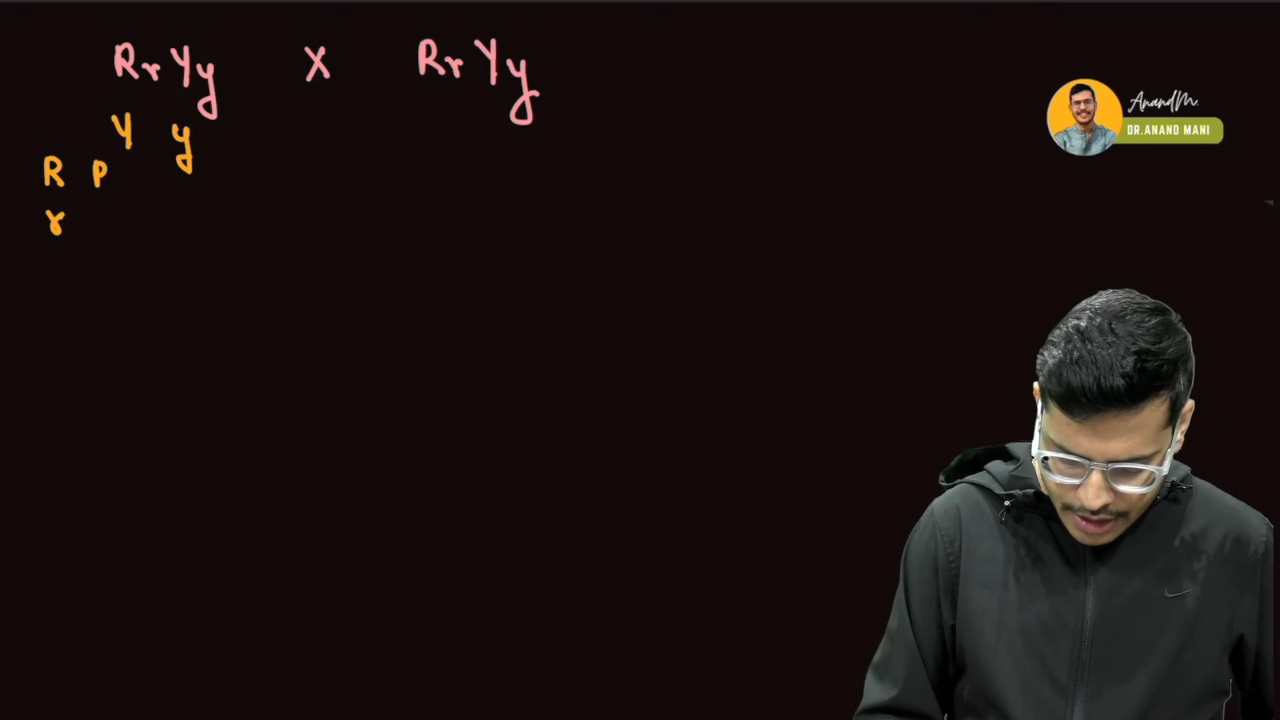 RrYy X RrYy
Y y
R P
r
AnandM.
DR.ANAND MANI